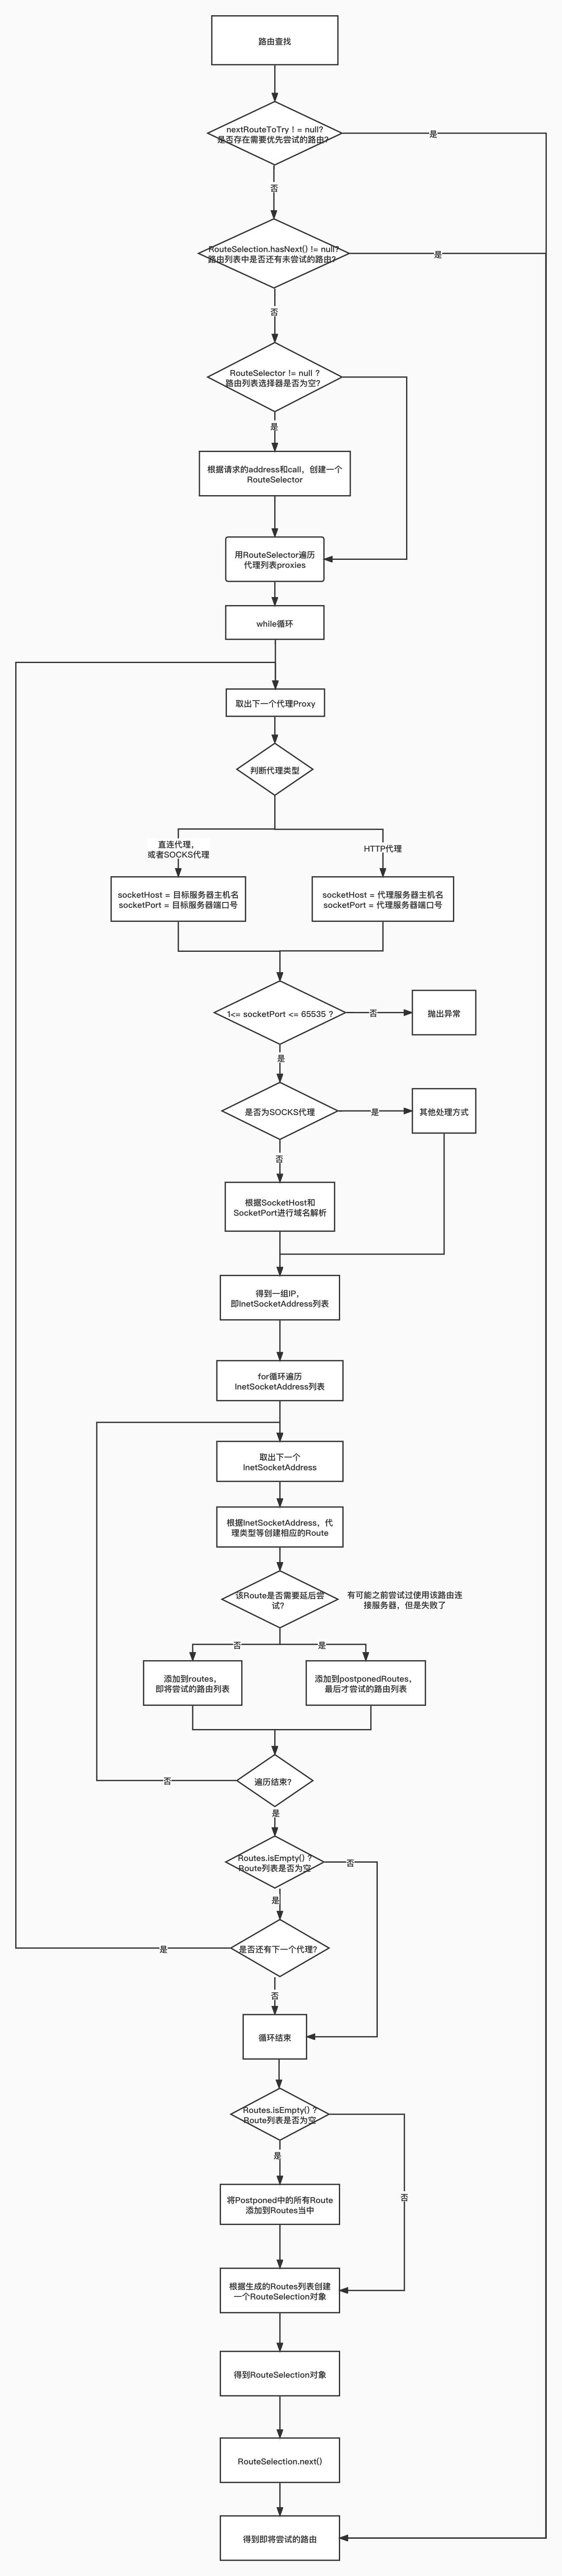 路由查找
nextRouteToTry ! = null?
是否存在需要优先尝试的路由?
是
否
RouteSelection.hasNext() != null?
路由列表中是否还有未尝试的路由?
是
否
RouteSelector != null ?
路由列表选择器是否为空?
是
根据请求的address和call，创建一个
RouteSelector
用RouteSelector遍历
代理列表proxies
while循环
取出下一个代理Proxy
判断代理类型
直连代理，
或者SOCKS代理
HTTP代理
socketHost = 目标服务器主机名
socketPort = 目标服务器端口号
socketHost = 代理服务器主机名
socketPort = 代理服务器端口号
1<= socketPort <= 65535 ?
否
抛出异常
是
是否为SOCKS代理
是
其他处理方式
否
根据SocketHost和
SocketPort进行域名解析
得到一组IP，
即InetSocketAddress列表
for循环遍历
InetSocketAddress列表
取出下一个
InetSocketAddress
根据InetSocketAddress，代
理类型等创建相应的Route
该Route是否需要延后尝
试?
有可能之前尝试过使用该路由连
接服务器，但是失败了
否
是
添加到routes，
即将尝试的路由列表
添加到postponedRoutes，
最后才尝试的路由列表
遍历结束?
否
是
Routes.isEmpty() ?
Route列表是否为空
否
是
是否还有下一个代理?
是
否
循环结束
Routes.isEmpty() ?
Route列表是否为空
是
否
将Postponed中的所有Route
添加到Routes当中
根据生成的Routes列表创建
一个RouteSelection对象
得到RouteSelection对象
RouteSelection.next()
得到即将尝试的路由